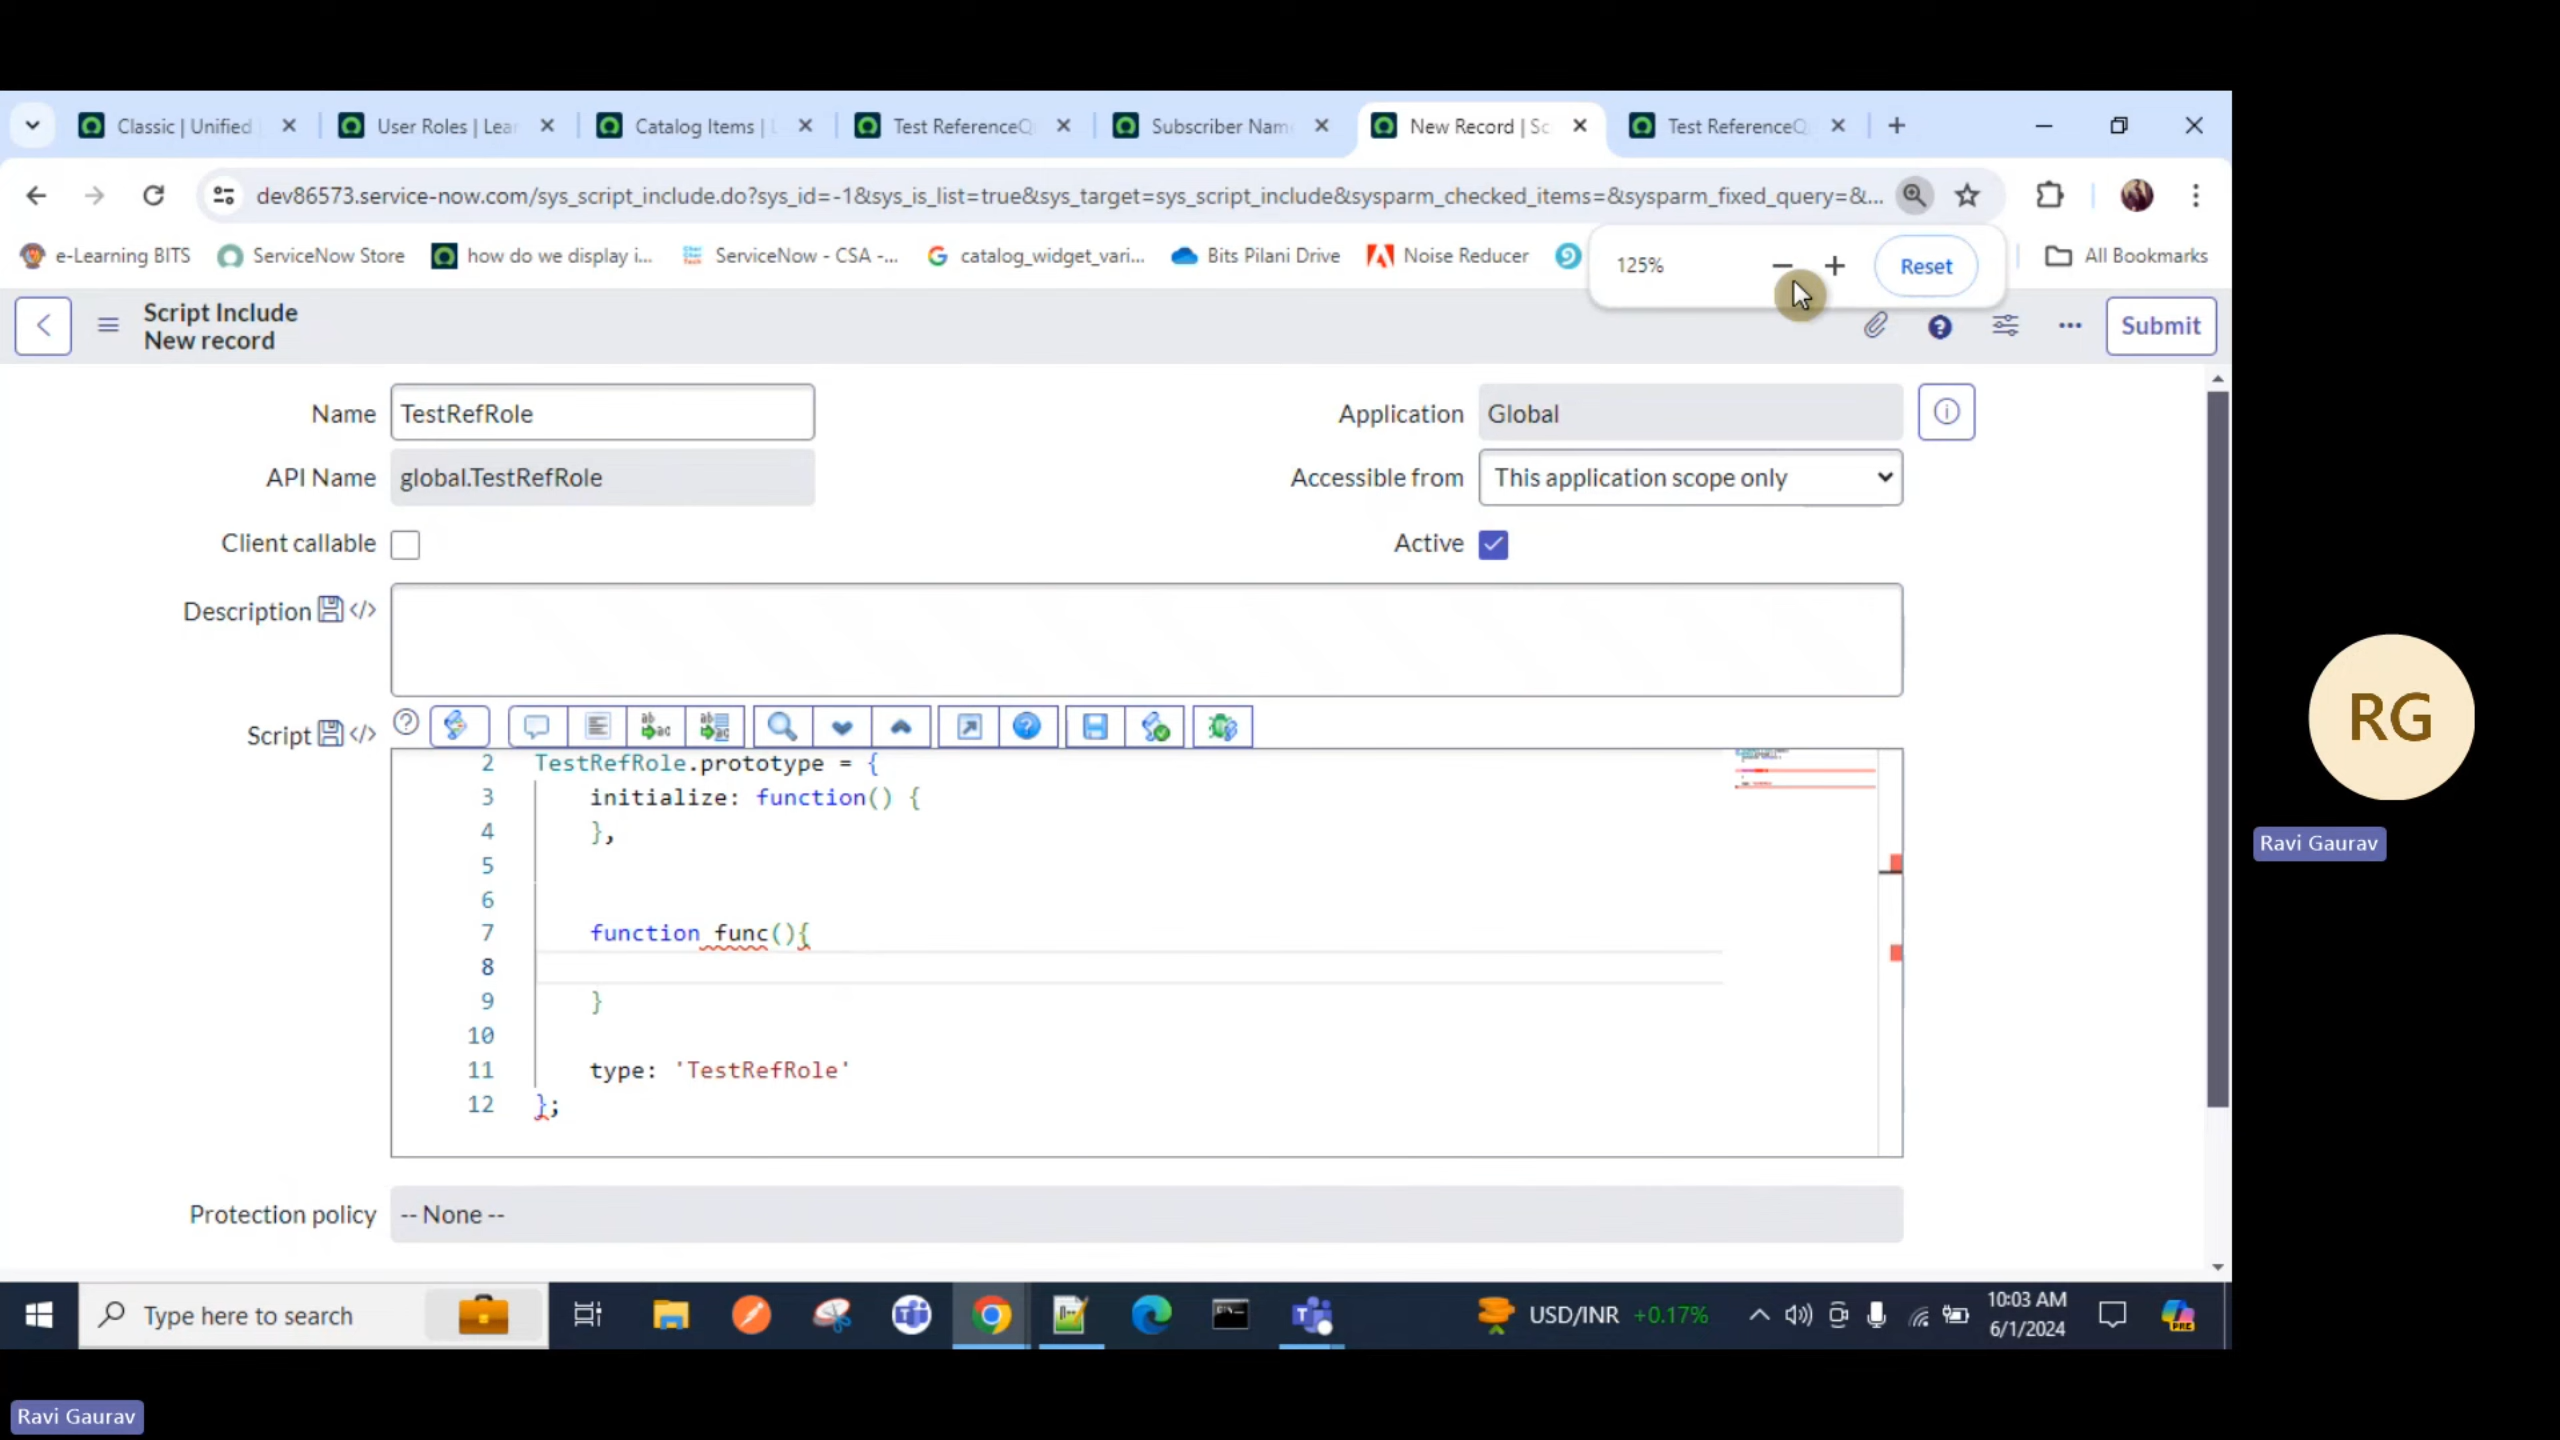 Classic | Unified
User Roles | Lear
Catalog Items |
Test ReferenceQ
Subscriber Nam
New Record | Sc
Test ReferenceQ
dev86573.service-now.com/sys_script_include.do?sys_id=-1&sys_is_list=true&sys_target=sys_script_include&sysparm_checked_items=&sysparm_fixed_query=&...
e-Learning BITS
ServiceNow Store
how do we display i...
ServiceNow - CSA -...
catalog_widget_vari...
Bits Pilani Drive
Noise Reducer
125%
Reset
All Bookmarks
Script Include
New record
Submit
Name
TestRefRole
Application
Global
API Name
global.TestRefRole
Accessible from
This application scope only
Client callable
Active
Description </>
Script </>
2 TestRefRole.prototype = {
3 initialize: function() {
4 },
5
6
7 function func(){
8
9 }
10
11 type: 'TestRefRole'
12 };
Protection policy
-- None --
Type here to search
USD/INR +0.17%
10:03 AM
6/1/2024
RG
Ravi Gaurav
Ravi Gaurav